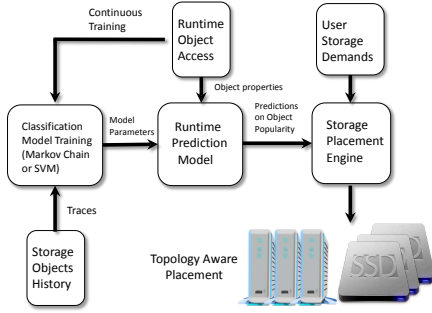 Continuous
Training
Runtime
Object
Access
User
Storage
Demands
Object properties
Classification
Model Training
(Markov Chain
or SVM)
Model
Parameters
Runtime
Prediction
Model
Predictions
on Object
Popularity
Storage
Placement
Engine
Traces
Storage
Objects
History
Topology Aware
Placement
SSD